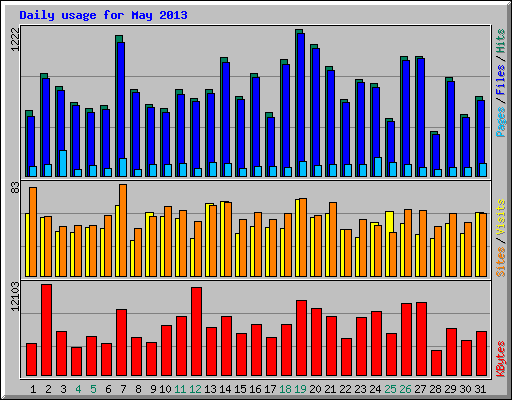 Daily usage for May 2013
1222
Pages / Files / Hits
83
Sites / Visits
12103
KBytes
1 2 3 4 5 6 7 8 9 10 11 12 13 14 15 16 17 18 19 20 21 22 23 24 25 26 27 28 29 30 31